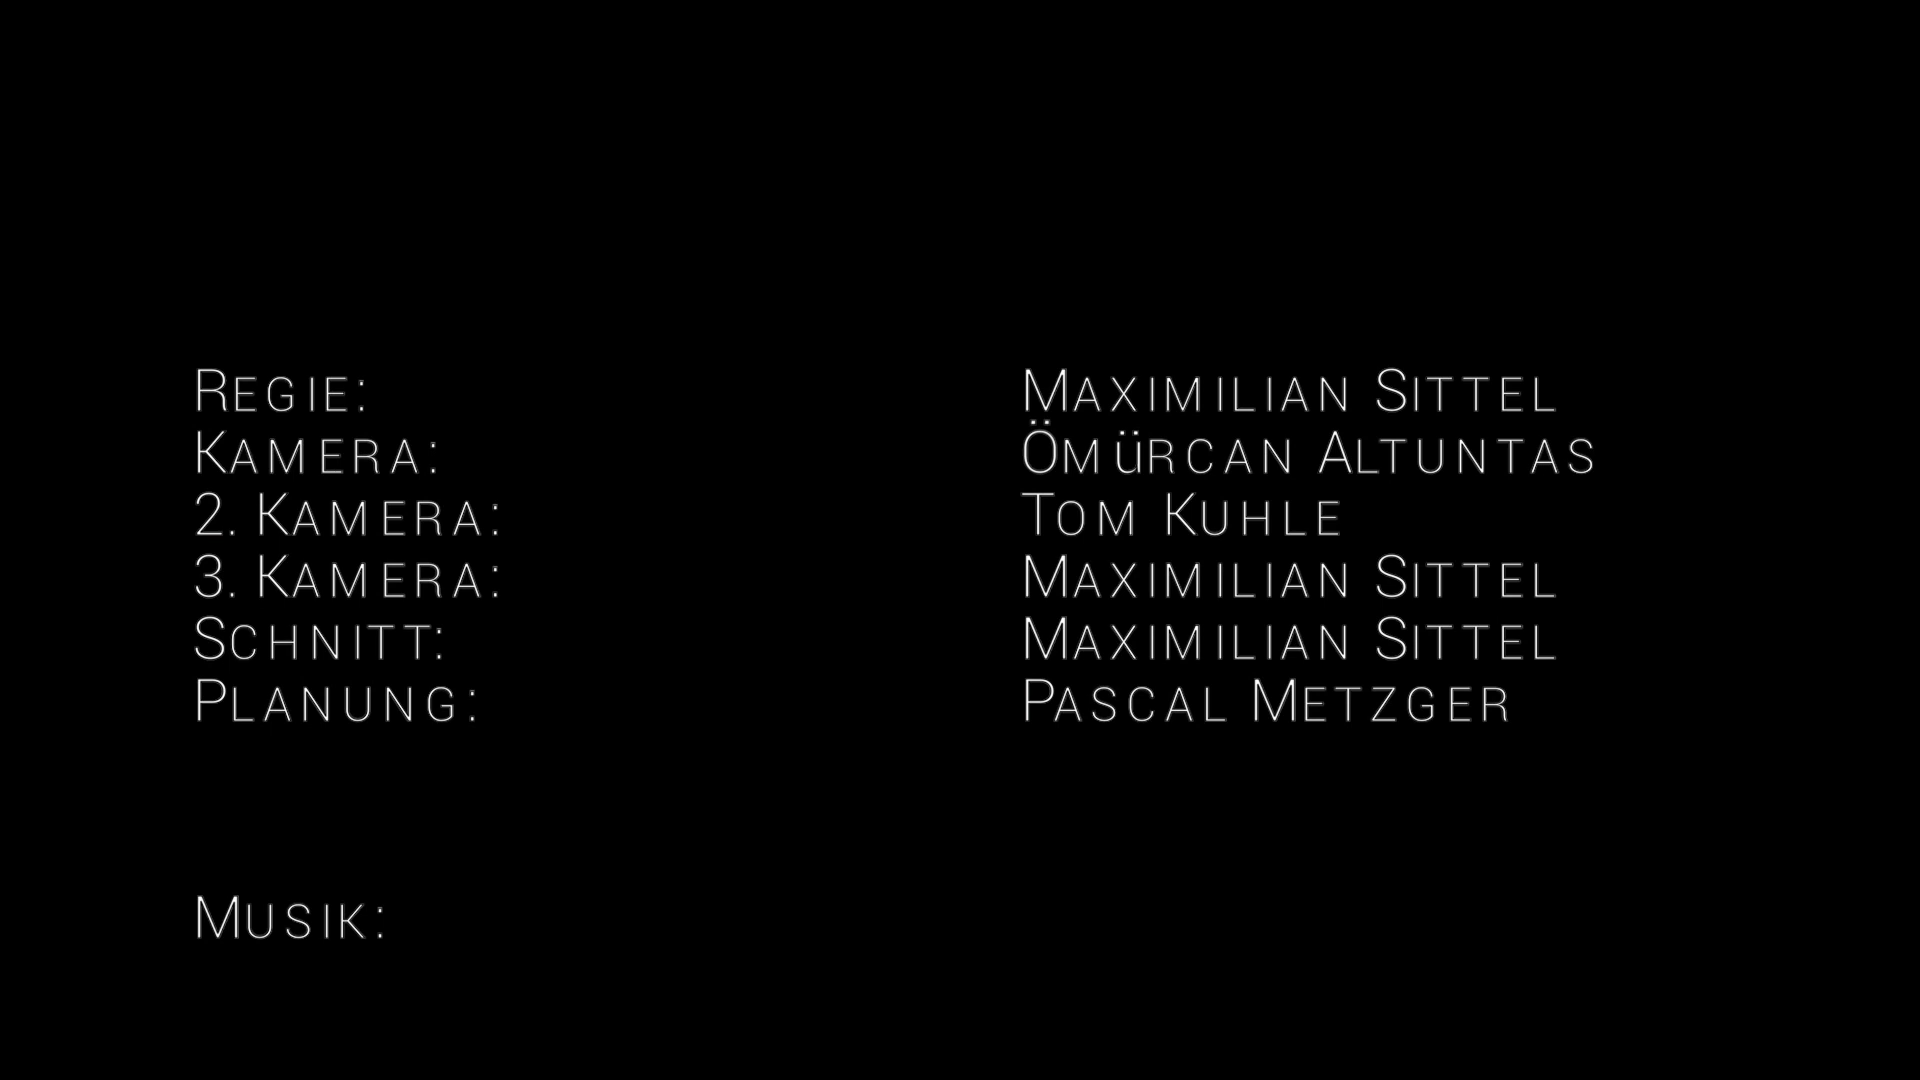 Regie: Maximilian Sittel
Kamera: Ömürcan Altuntas
2. Kamera: Tom Kuhle
3. Kamera: Maximilian Sittel
Schnitt: Maximilian Sittel
Planung: Pascal Metzger
Musik: